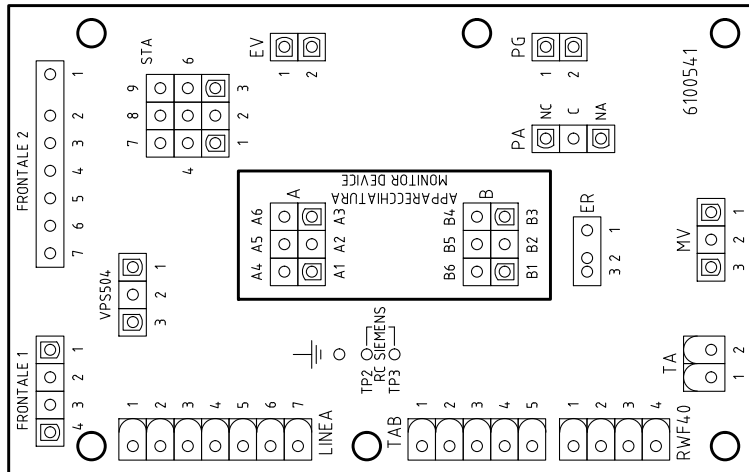 FRONTALE 2
1
2
3
4
5
6
7
STA
6
9
8
7
3
2
1
4
EV
1
2
PG
1
2
6100541
PA
NC
C
NA
APPARECCHIATURA
MONITOR DEVICE
A
A6
A5
A4
A3
A2
A1
B
B4
B5
B6
B3
B2
B1
ER
3 2 1
MV
3 2 1
VPS504
1
2
3
FRONTALE 1
1
2
3
4
TP2
RC SIEMENS
TP3
TA
1 2
LINEA
1 2 3 4 5 6 7
TAB
1 2 3 4 5
RWF40
1 2 3 4